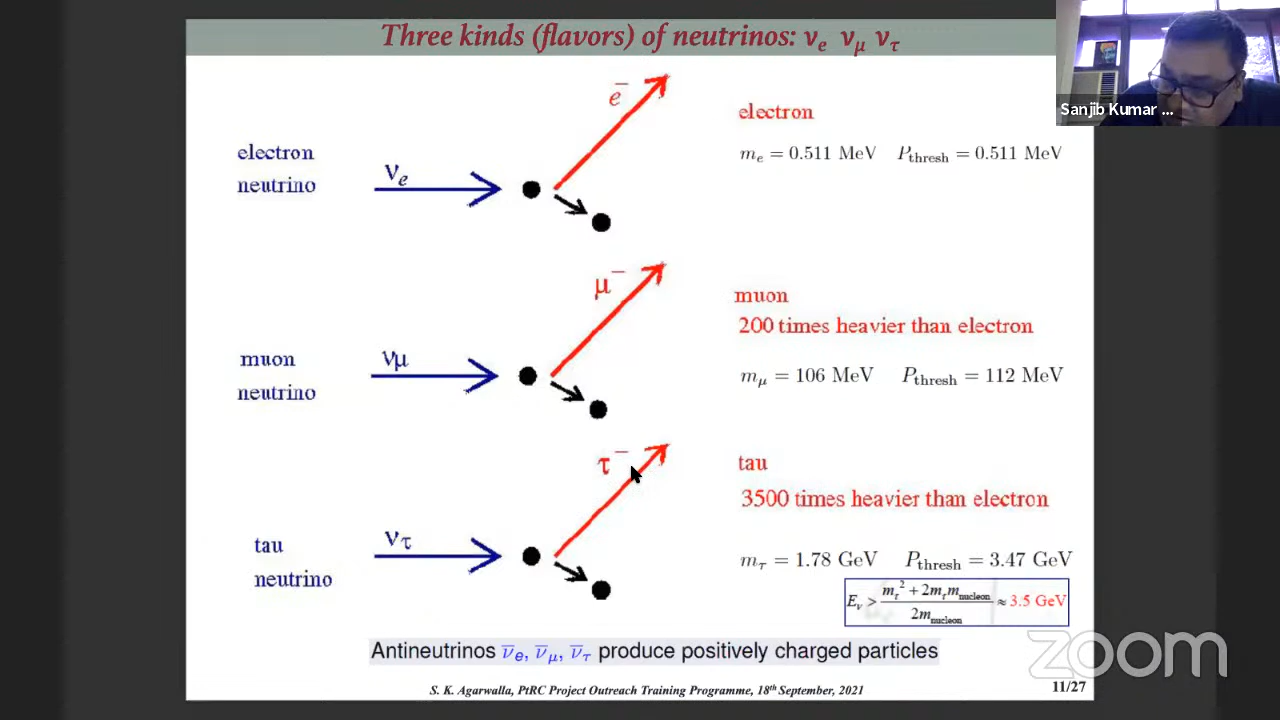 Three kinds (flavors) of neutrinos: νe νμ ντ
Sanjib Kumar ...
e⁻
electron
mₑ = 0.511 MeV Pthresh = 0.511 MeV
electron
neutrino
νe
μ⁻
muon
200 times heavier than electron
mμ = 106 MeV Pthresh = 112 MeV
muon
neutrino
νμ
τ⁻
tau
3500 times heavier than electron
mτ = 1.78 GeV Pthresh = 3.47 GeV
tau
neutrino
ντ
Eν > (mτ² + 2mτmnucleon) / 2mnucleon ≈ 3.5 GeV
Antineutrinos ν̅e, ν̅μ, ν̅τ produce positively charged particles
zoom
S. K. Agarwalla, PtRC Project Outreach Training Programme, 18th September, 2021
11/27